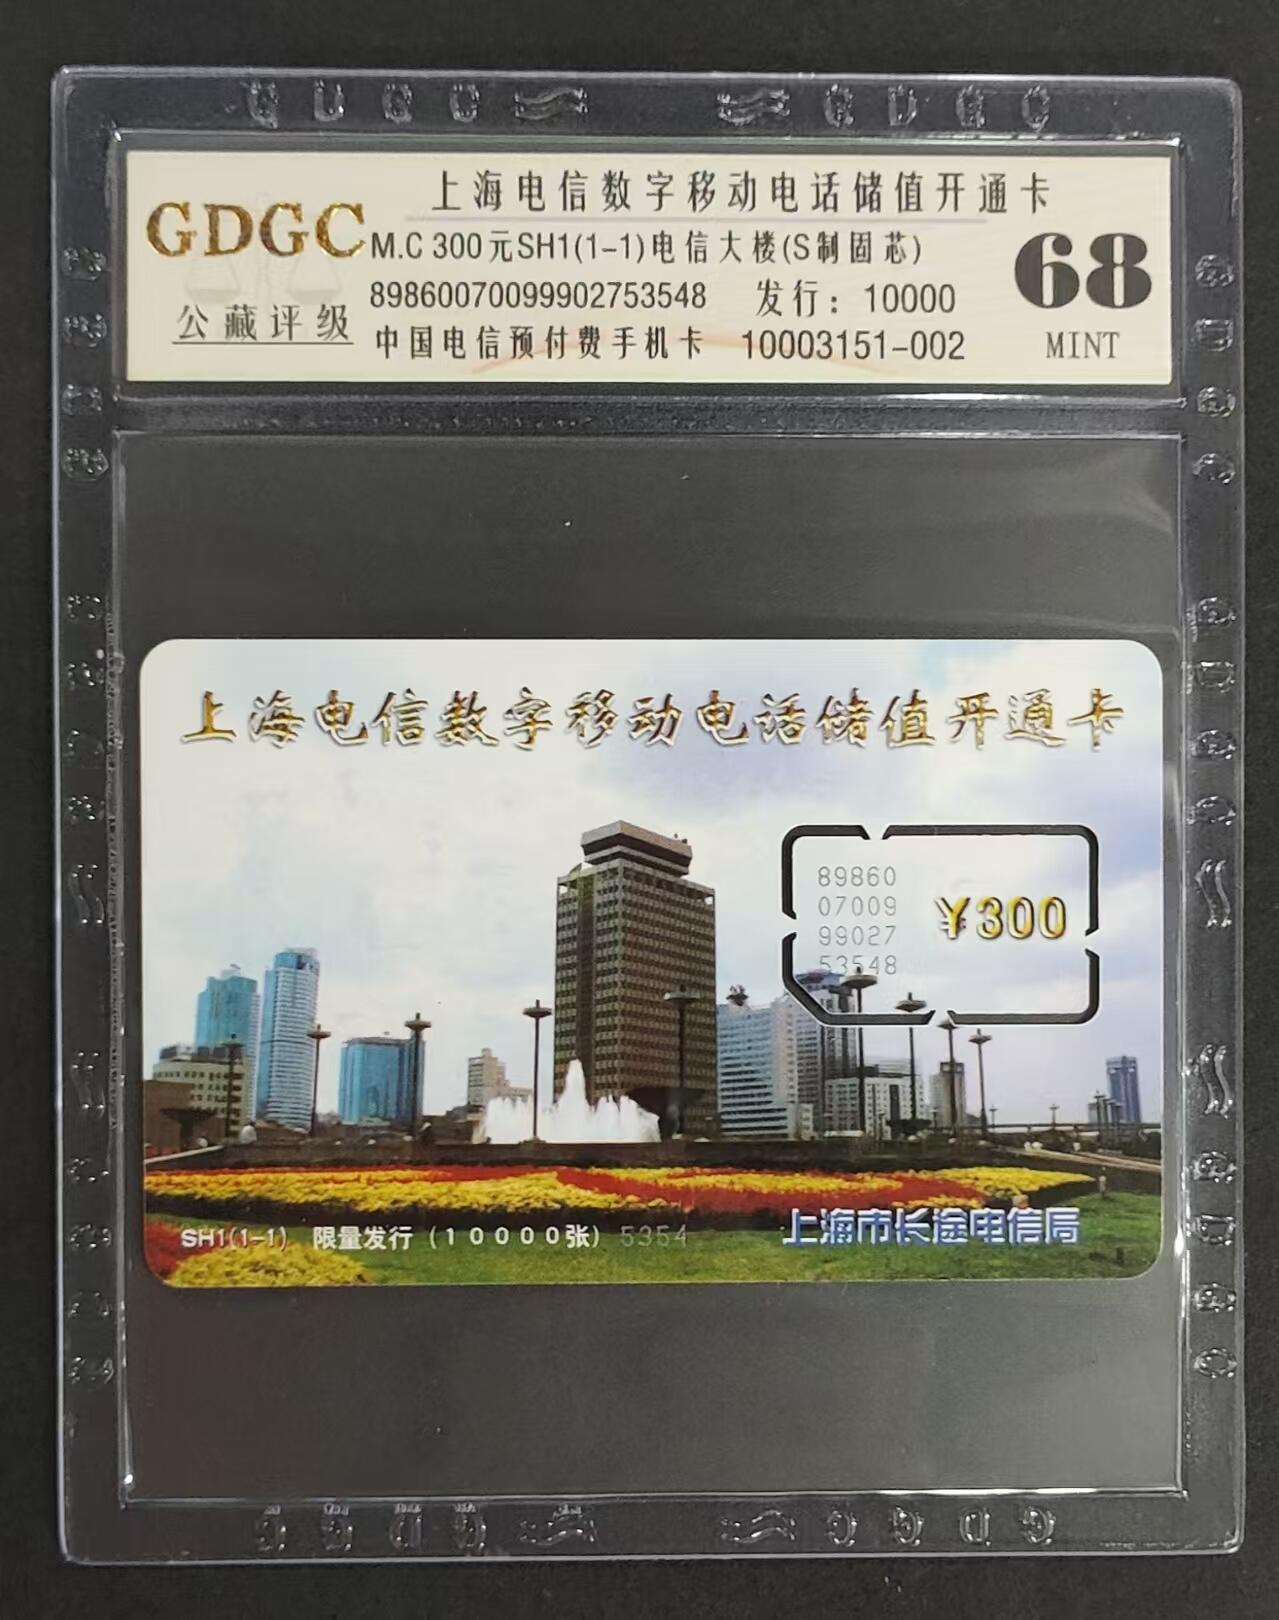 上海电信数字移动电话储值开通卡
GDGC
M.C 300元SH1(1-1)电信大楼(S制固芯)
68
89860070099902753548 发行：10000
公藏评级
中国电信预付费手机卡 10003151-002
MINT
上海电信数字移动电话储值开通卡
89860
07009
99027
53548
¥300
SH1(1-1) 限量发行（10000张）5354
上海市长途电信局